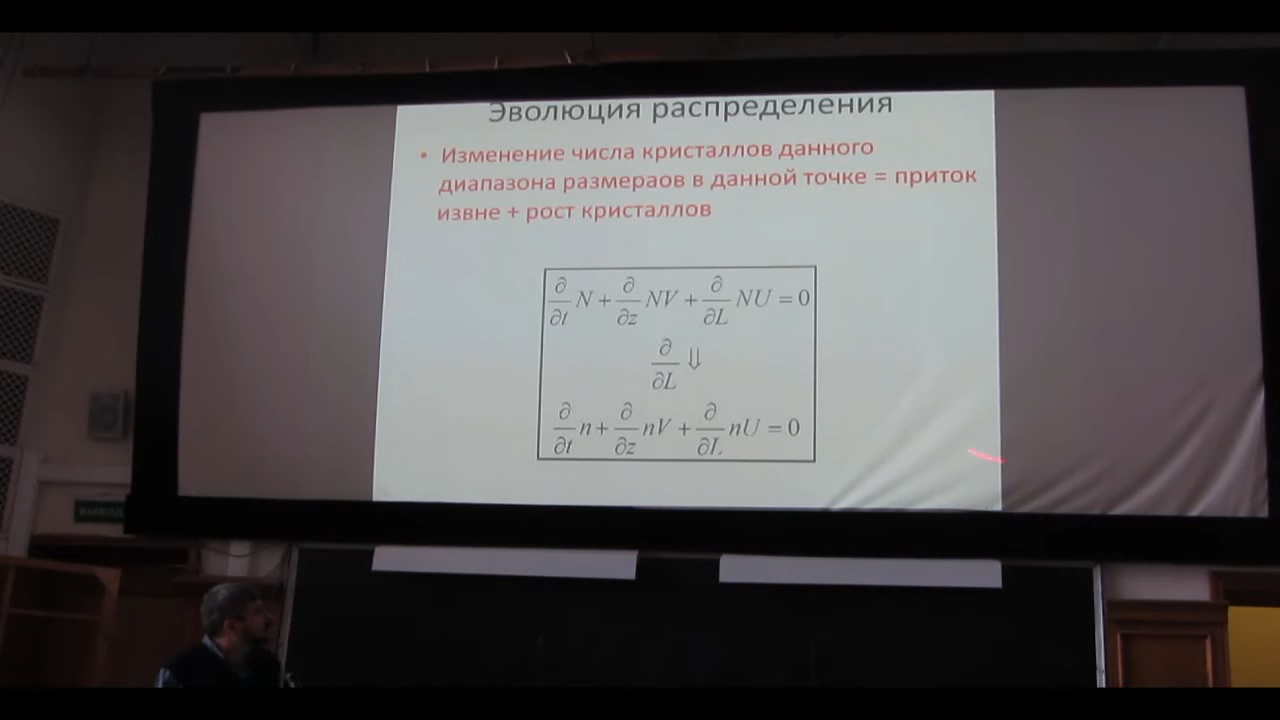 Эволюция распределения
• Изменение числа кристаллов данного
диапазона размераов в данной точке = приток
извне + рост кристаллов
∂/∂t N + ∂/∂z NV + ∂/∂L NU = 0
∂/∂L ⇓
∂/∂t n + ∂/∂z nV + ∂/∂L nU = 0
ВЫХОД